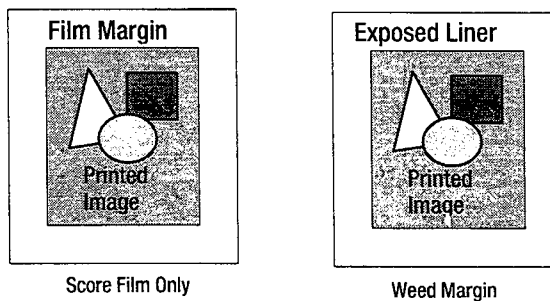 Film Margin
Printed
Image
Score Film Only
Exposed Liner
Printed
Image
Weed Margin